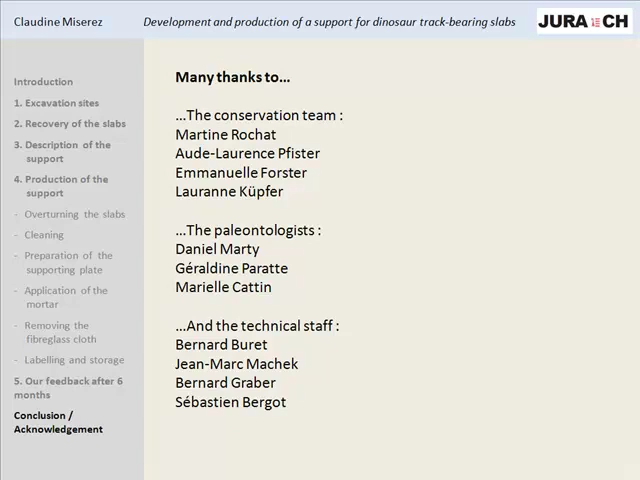 Claudine Miserez
Development and production of a support for dinosaur track-bearing slabs
JURA CH
Introduction
1. Excavation sites
2. Recovery of the slabs
3. Description of the
support
4. Production of the
support
- Overturning the slabs
- Cleaning
- Preparation of the
supporting plate
- Application of the
mortar
- Removing the
fibreglass cloth
- Labelling and storage
5. Our feedback after 6
months
Conclusion /
Acknowledgement
Many thanks to...
...The conservation team :
Martine Rochat
Aude-Laurence Pfister
Emmanuelle Forster
Lauranne Küpfer
...The paleontologists :
Daniel Marty
Géraldine Paratte
Marielle Cattin
...And the technical staff :
Bernard Buret
Jean-Marc Machek
Bernard Graber
Sébastien Bergot